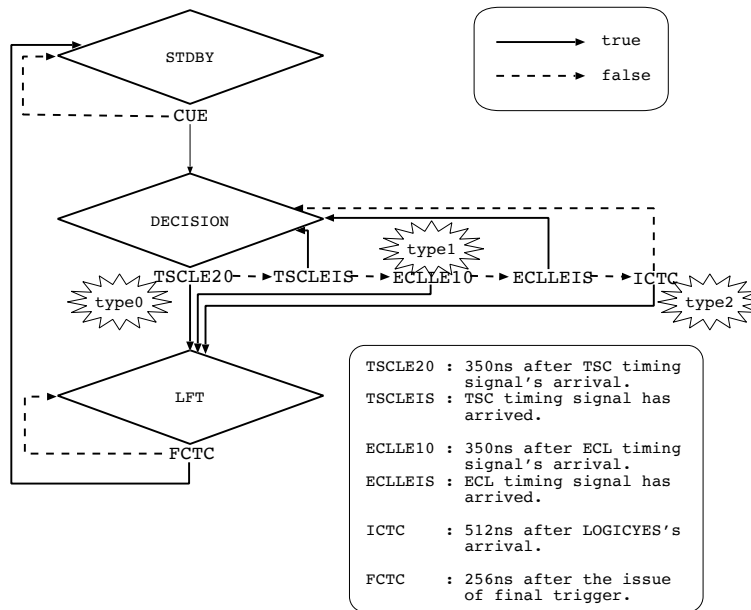 STDBY
true
false
CUE
DECISION
type1
TSCLE20 TSCLEIS ECLLE10 ECLLEIS ICTC
type0
type2
LFT
FCTC
TSCLE20 : 350ns after TSC timing
signal's arrival.
TSCLEIS : TSC timing signal has
arrived.
ECLLE10 : 350ns after ECL timing
signal's arrival.
ECLLEIS : ECL timing signal has
arrived.
ICTC : 512ns after LOGICYES's
arrival.
FCTC : 256ns after the issue
of final trigger.